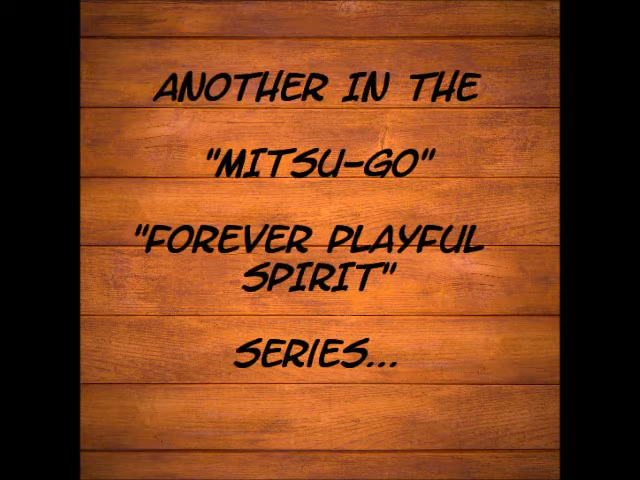 ANOTHER IN THE
"MITSU-GO"
"FOREVER PLAYFUL
SPIRIT"
SERIES...